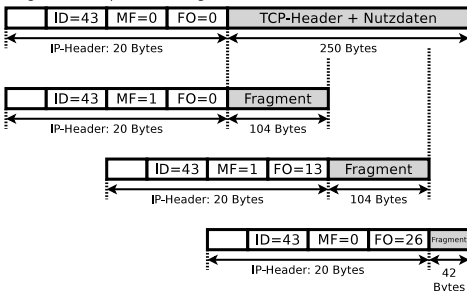 ID=43 MF=0 FO=0 TCP-Header + Nutzdaten
IP-Header: 20 Bytes 250 Bytes
ID=43 MF=1 FO=0 Fragment
IP-Header: 20 Bytes 104 Bytes
ID=43 MF=1 FO=13 Fragment
IP-Header: 20 Bytes 104 Bytes
ID=43 MF=0 FO=26 Fragment
IP-Header: 20 Bytes 42
Bytes